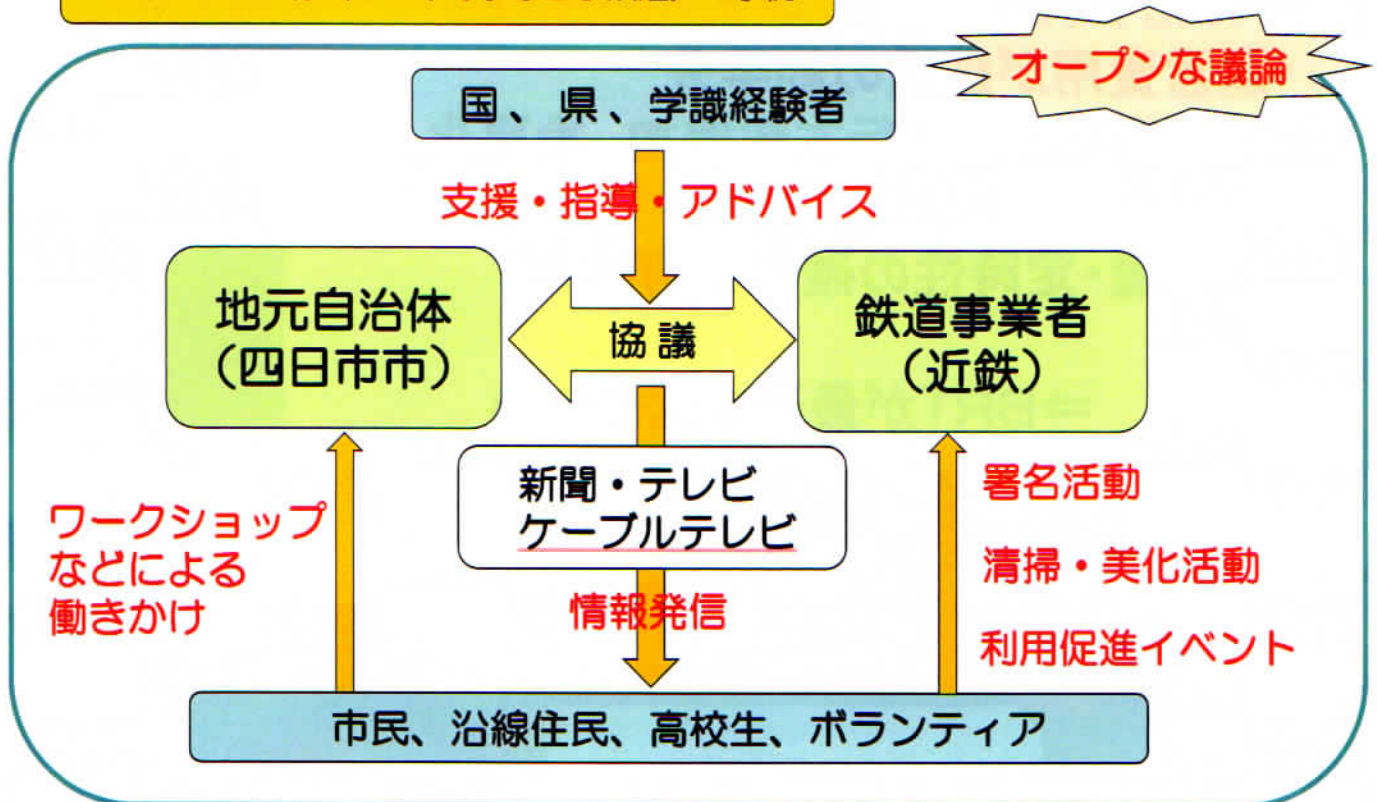 オープンな議論
国、県、学識経験者
支援・指導・アドバイス
地元自治体
（四日市市）
協議
鉄道事業者
（近鉄）
新聞・テレビ
ケーブルテレビ
ワークショップ
などによる
働きかけ
情報発信
署名活動
清掃・美化活動
利用促進イベント
市民、沿線住民、高校生、ボランティア